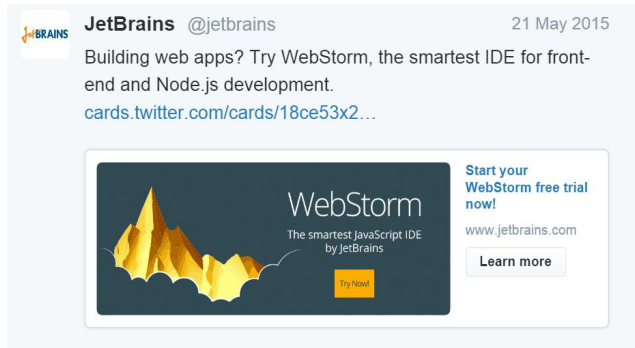 JetBRAINS
JetBrains @jetbrains 21 May 2015
Building web apps? Try WebStorm, the smartest IDE for front-
end and Node.js development.
cards.twitter.com/cards/18ce53x2…
WebStorm
The smartest JavaScript IDE
by JetBrains
Try Now!
Start your
WebStorm free trial
now!
www.jetbrains.com
Learn more